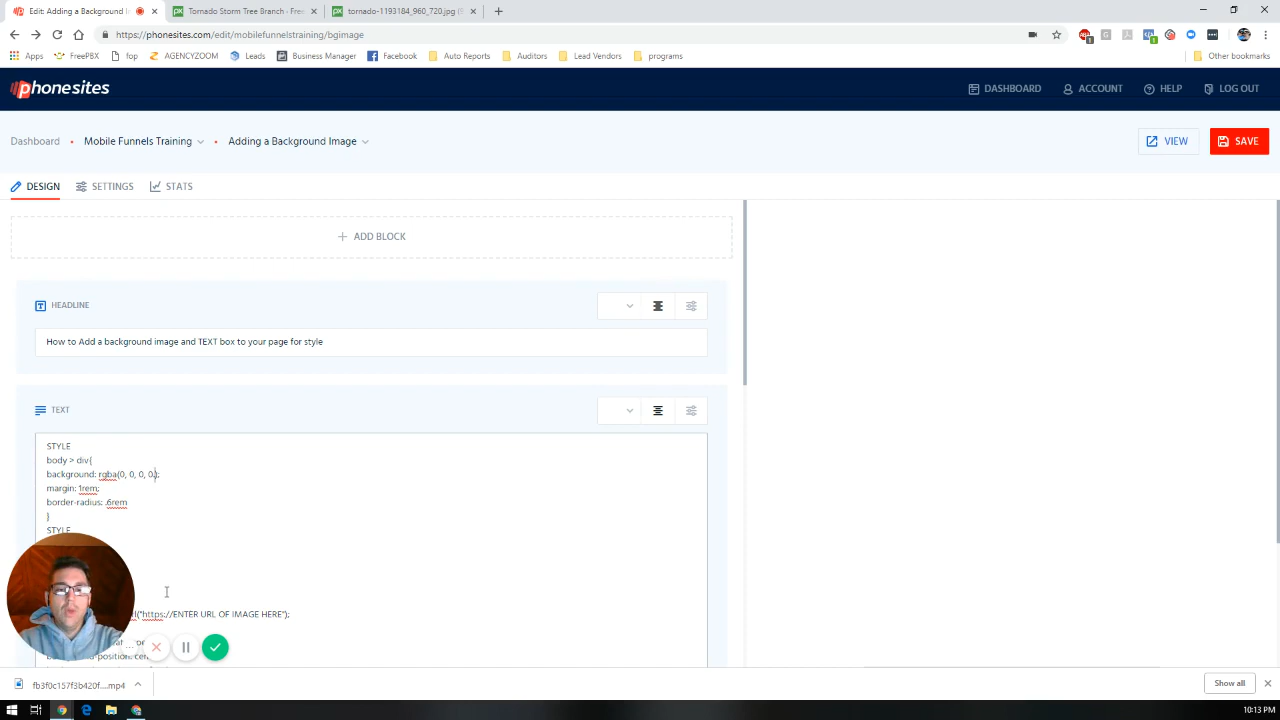 Edit: Adding a Background I
Tornado Storm Tree Branch - Free
tornado-1193184_960_720.jpg (9
https://phonesites.com/edit/mobilefunnelstraining/bgimage
Apps FreePBX Top AGENCYZOOM Leads Business Manager Facebook Auto Reports Auditors Lead Vendors programs Other bookmarks
phonesites
DASHBOARD ACCOUNT HELP LOG OUT
Dashboard • Mobile Funnels Training • Adding a Background Image
VIEW SAVE
DESIGN SETTINGS STATS
+ ADD BLOCK
HEADLINE
How to Add a background image and TEXT box to your page for style
TEXT
STYLE
body > div{
background: rgba(0, 0, 0, 0.);
margin: 1rem;
border-radius: .6rem
}
STYLE
"https://ENTER URL OF IMAGE HERE");
fb3f0c157f3b420f....mp4
Show all
10:13 PM